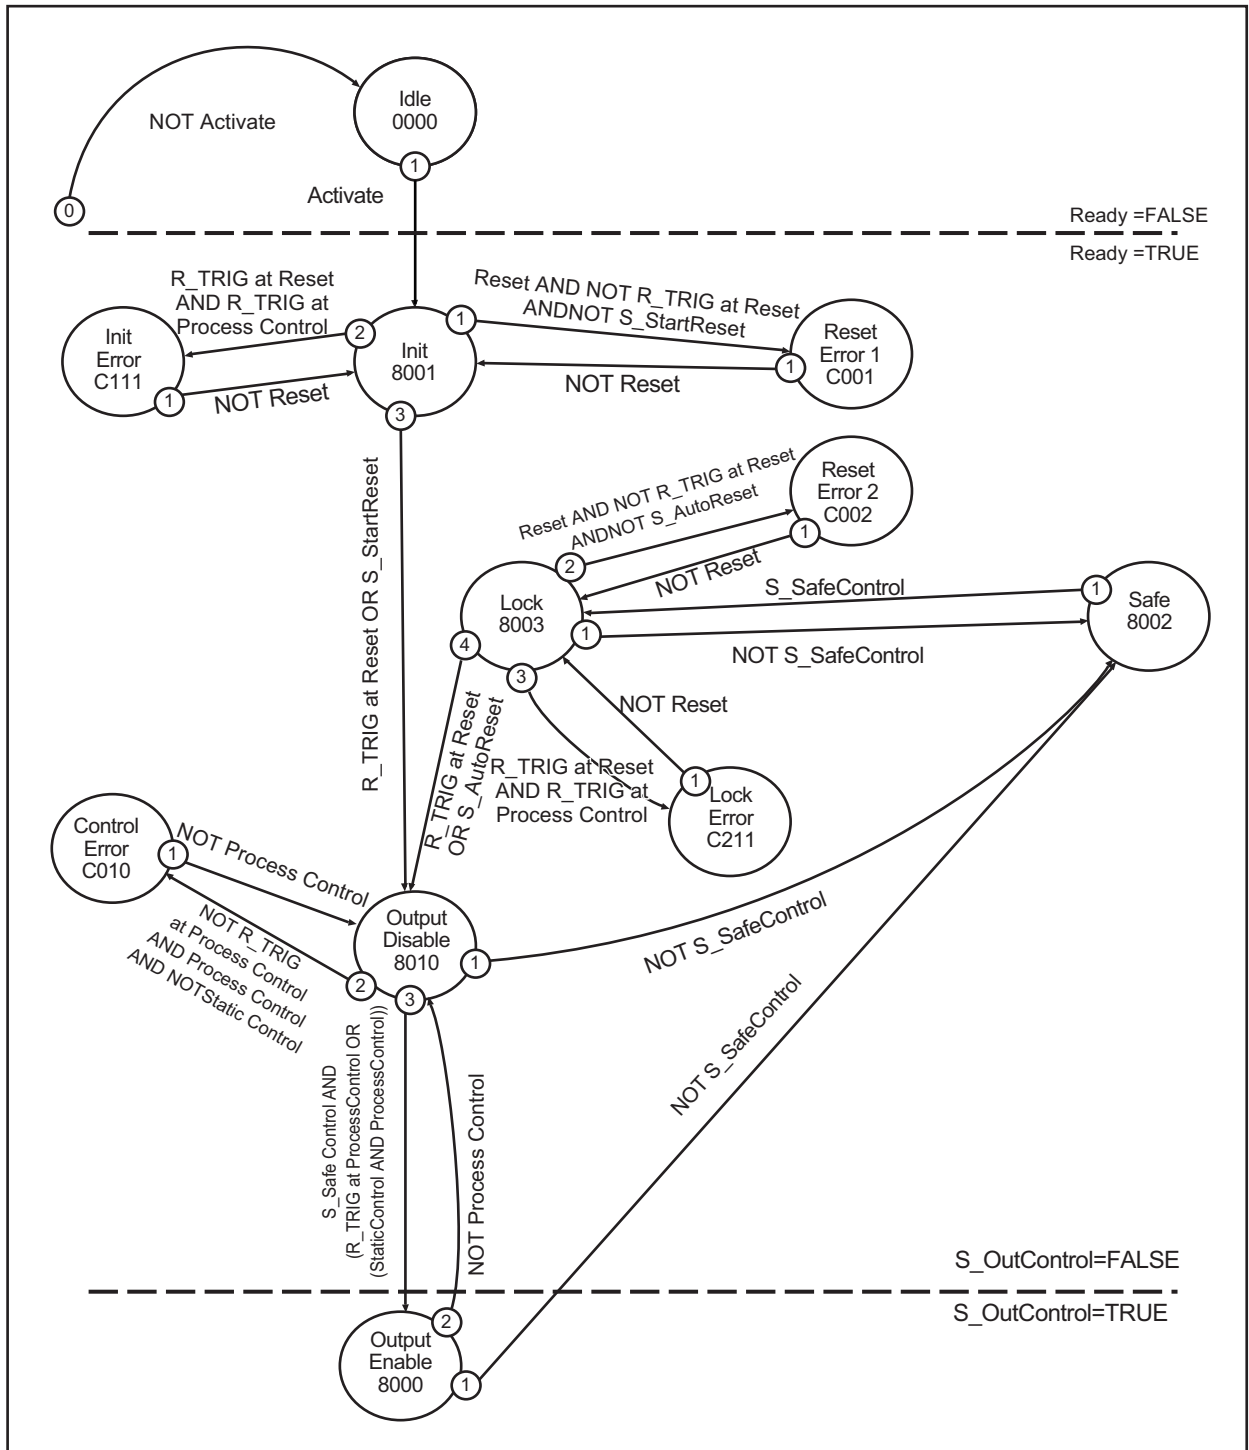 Idle
0000
NOT Activate
1
Activate
0
Ready =FALSE
Ready =TRUE
R_TRIG at Reset
AND R_TRIG at
Process Control
Reset AND NOT R_TRIG at Reset
ANDNOT S_StartReset
Init
Error
C111
2
1
Init
8001
Reset
Error 1
C001
1
NOT Reset
1
NOT Reset
3
R_TRIG at Reset OR S_StartReset
Reset AND NOT R_TRIG at Reset
ANDNOT S_AutoReset
Reset
Error 2
C002
1
2
NOT Reset
S_SafeControl
1
Safe
8002
Lock
8003
4
1
NOT S_SafeControl
3
NOT Reset
R_TRIG at Reset
OR S_AutoReset
R_TRIG at Reset
AND R_TRIG at
Process Control
1
Lock
Error
C211
Control
Error
C010
1
NOT Process Control
NOT R_TRIG
at Process Control
AND Process Control
AND NOTStatic Control
Output
Disable
8010
1
2
3
NOT S_SafeControl
NOT S_SafeControl
S_Safe Control AND
(R_TRIG at ProcessControl OR
(StaticControl AND ProcessControl))
NOT Process Control
S_OutControl=FALSE
S_OutControl=TRUE
2
Output
Enable
8000
1